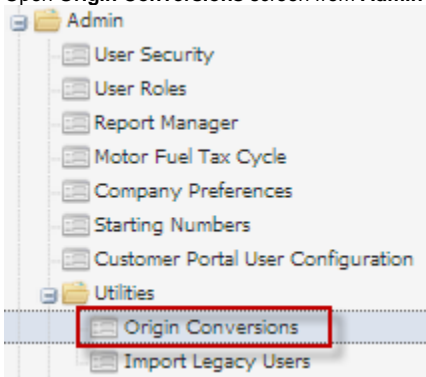 Open Origin Conversions screen from Admin
Admin
User Security
User Roles
Report Manager
Motor Fuel Tax Cycle
Company Preferences
Starting Numbers
Customer Portal User Configuration
Utilities
Origin Conversions
Import Legacy Users